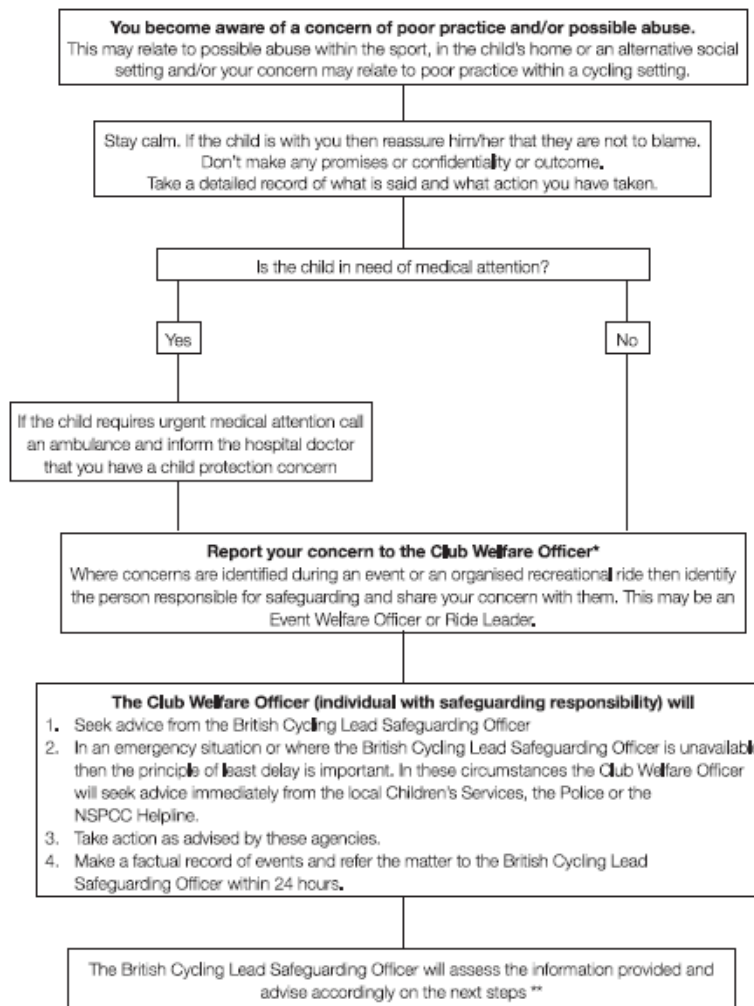 You become aware of a concern of poor practice and/or possible abuse.
This may relate to possible abuse within the sport, in the child's home or an alternative social
setting and/or your concern may relate to poor practice within a cycling setting.
Stay calm. If the child is with you then reassure him/her that they are not to blame.
Don't make any promises or confidentiality or outcome.
Take a detailed record of what is said and what action you have taken.
Is the child in need of medical attention?
Yes
No
If the child requires urgent medical attention call
an ambulance and inform the hospital doctor
that you have a child protection concern
Report your concern to the Club Welfare Officer*
Where concerns are identified during an event or an organised recreational ride then identify
the person responsible for safeguarding and share your concern with them. This may be an
Event Welfare Officer or Ride Leader.
The Club Welfare Officer (individual with safeguarding responsibility) will
1. Seek advice from the British Cycling Lead Safeguarding Officer
2. In an emergency situation or where the British Cycling Lead Safeguarding Officer is unavailabl
then the principle of least delay is important. In these circumstances the Club Welfare Officer
will seek advice immediately from the local Children's Services, the Police or the
NSPCC Helpline.
3. Take action as advised by these agencies.
4. Make a factual record of events and refer the matter to the British Cycling Lead
Safeguarding Officer within 24 hours.
The British Cycling Lead Safeguarding Officer will assess the information provided and
advise accordingly on the next steps **